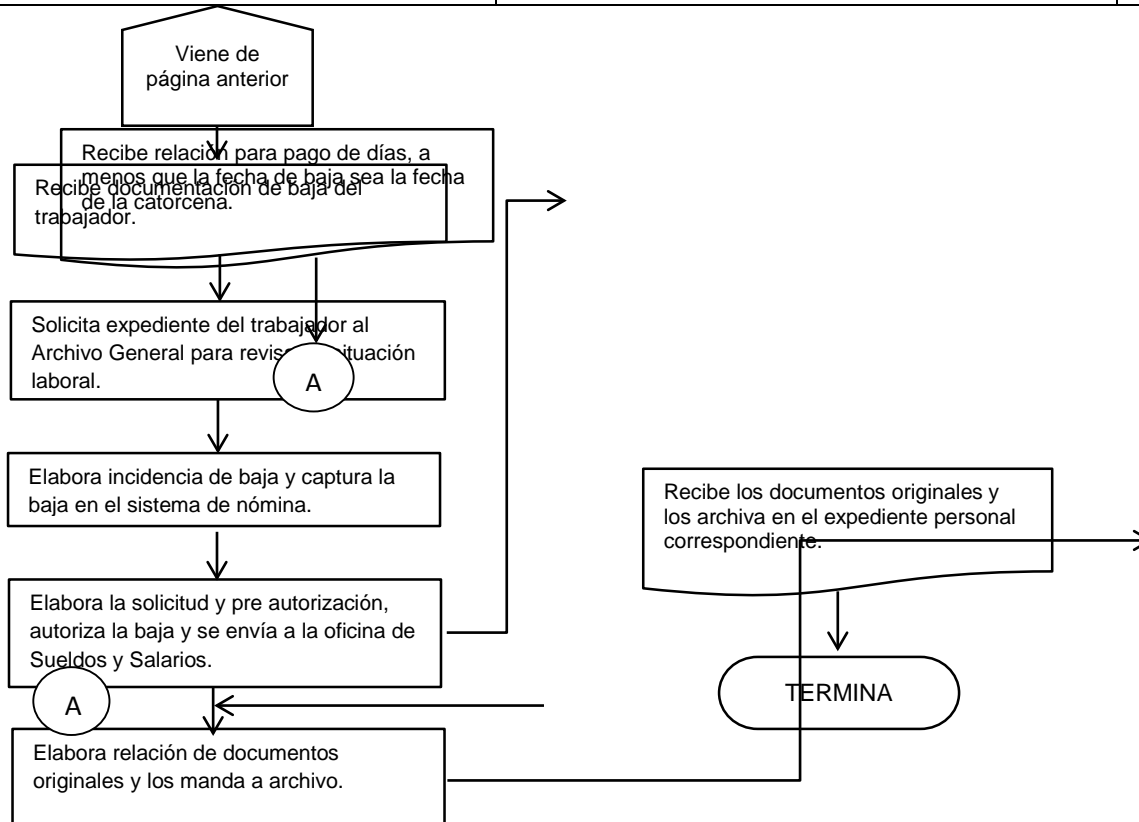 Viene de
página anterior
Recibe relación para pago de días, a
menos que la fecha de baja sea la fecha
de la catorcena.
Recibe documentación de baja del
trabajador.
Solicita expediente del trabajador al
Archivo General para revisar situación
laboral.
A
Elabora incidencia de baja y captura la
baja en el sistema de nómina.
Elabora la solicitud y pre autorización,
autoriza la baja y se envía a la oficina de
Sueldos y Salarios.
A
Elabora relación de documentos
originales y los manda a archivo.
Recibe los documentos originales y
los archiva en el expediente personal
correspondiente.
TERMINA